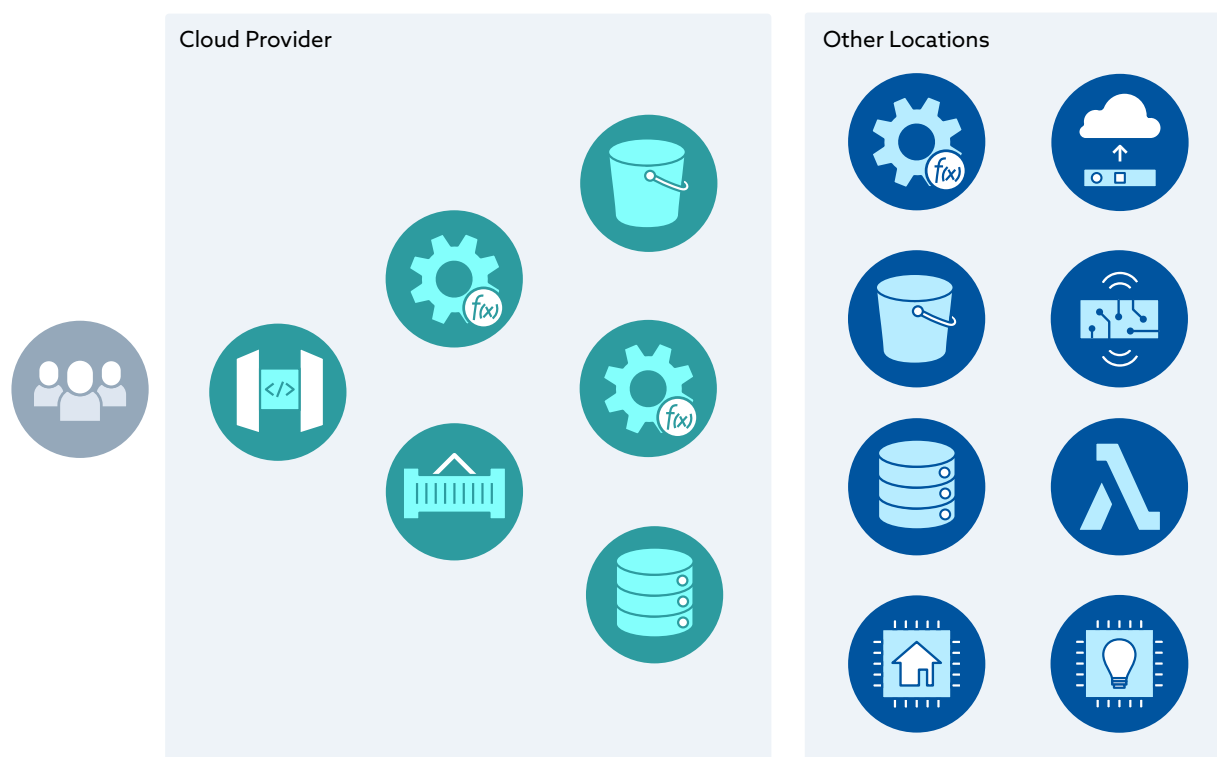 Cloud Provider
Other Locations
f(x)
f(x)
</>
f(x)